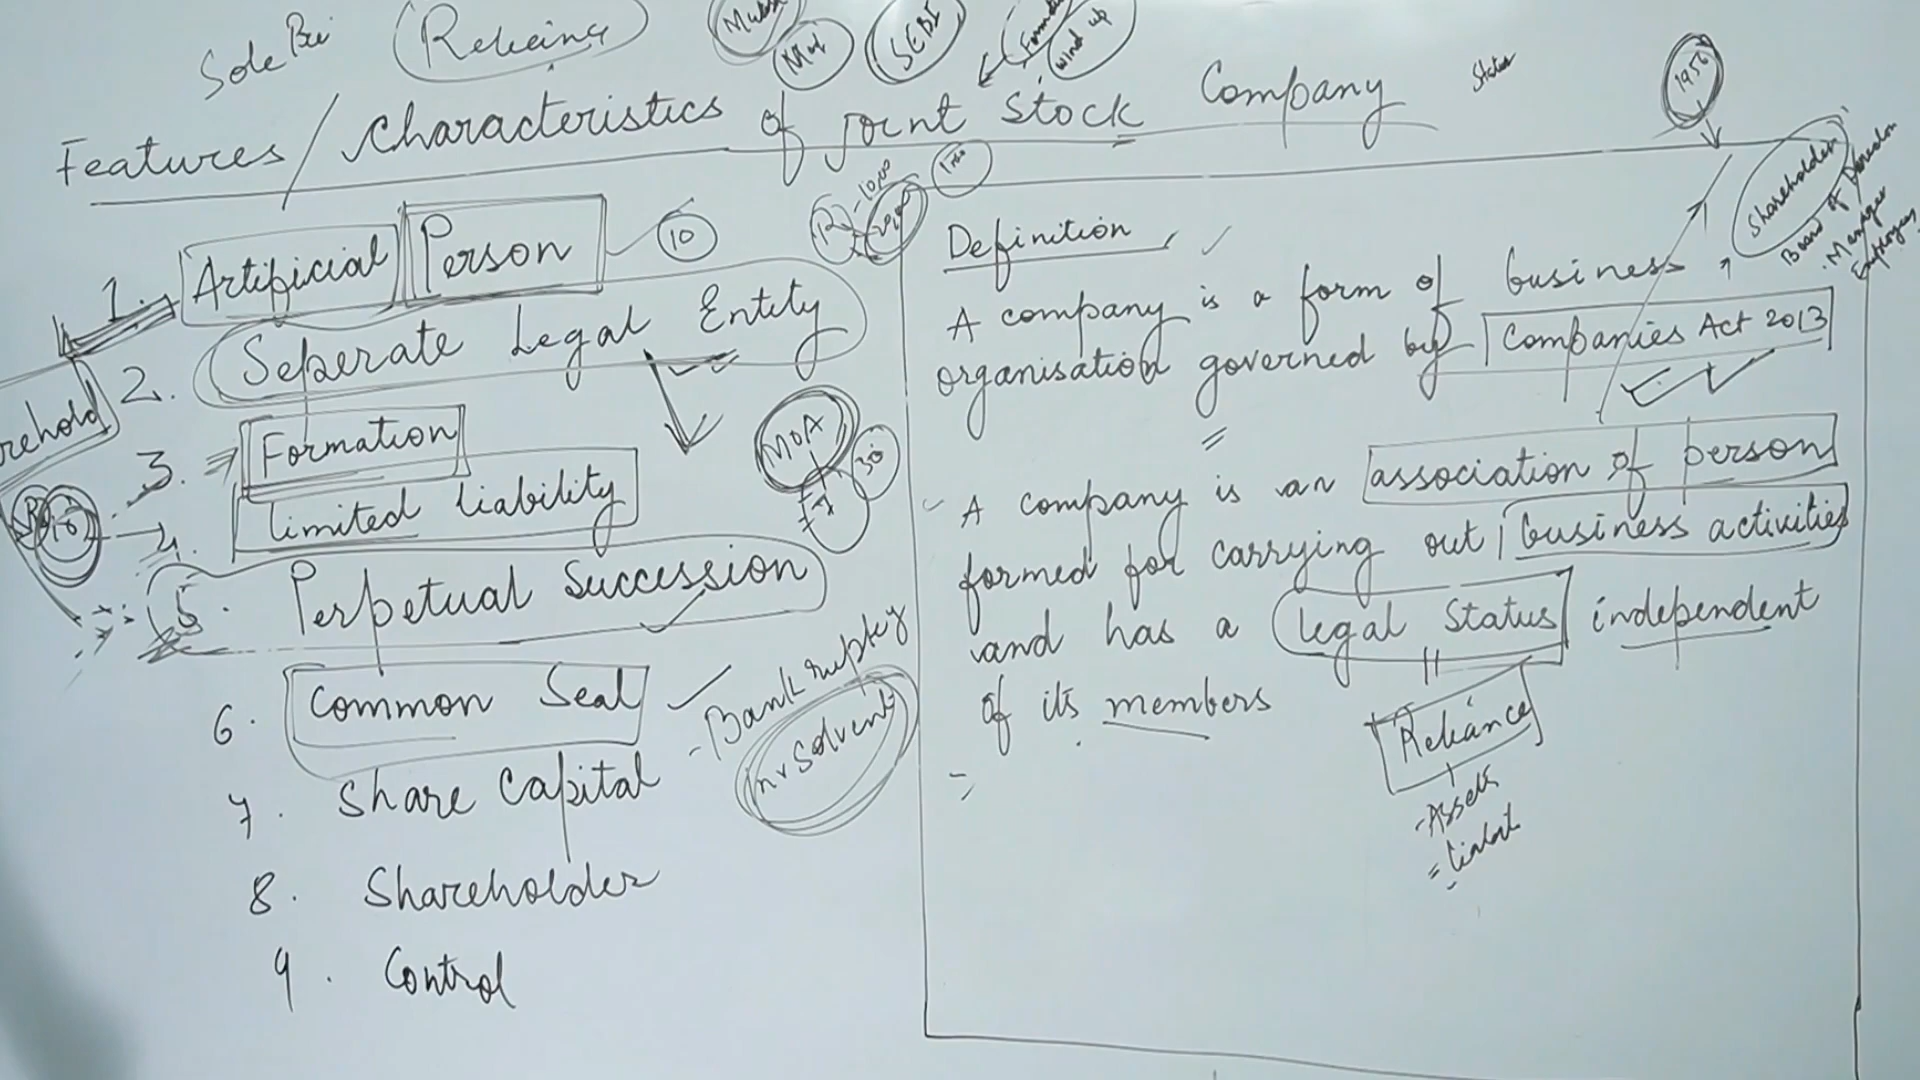 Sole
SEBI
wind up
Status
1956
Features / Characteristics of Joint Stock Company
1. Artificial Person
10
2. Seperate Legal Entity
3. Formation
4. limited liability
5. Perpetual Succession
6. Common Seal
7. Share Capital
8. Shareholder
9. Control
MOA
30
- Bankruptcy
Insolvent
Definition
A company is a form of business
organisation governed by Companies Act 2013
A company is an association of person
formed for carrying out business activities
and has a legal Status independent
of its members
Reliance
- Assets
Shareholder
Board of
Manager
Employees